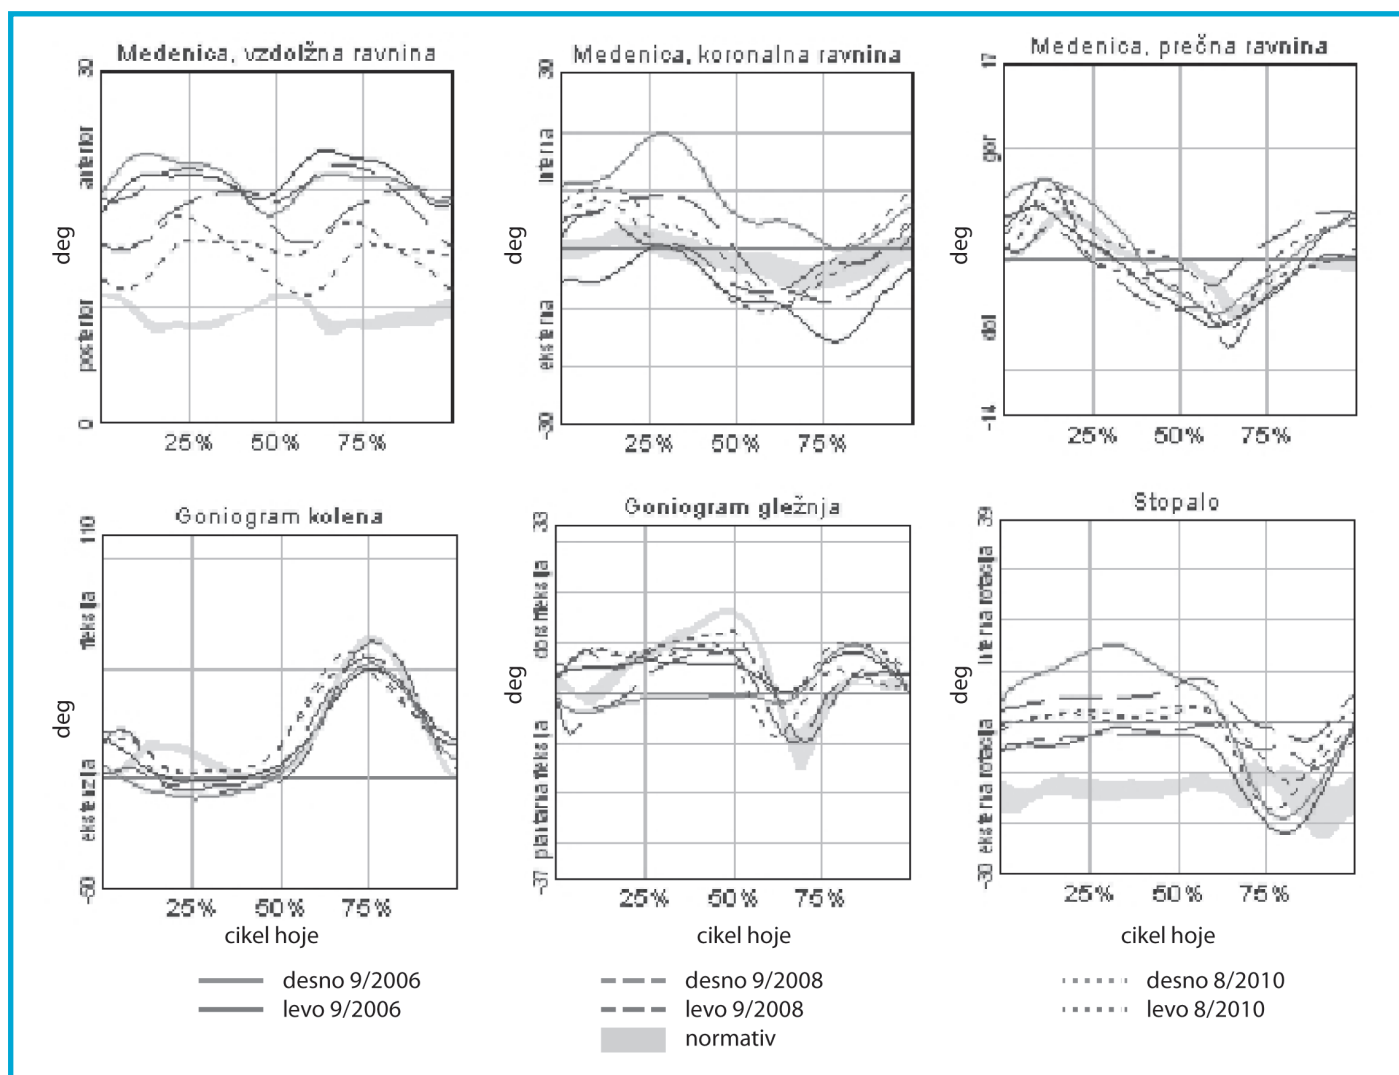 Medenica, vzdolžna ravnina
Medenica, koronalna ravnina
Medenica, prečna ravnina
deg
30
anterior
posterior
0
25% 50% 75%
deg
30
interna
eksterna
-30
25% 50% 75%
deg
17
gor
dol
-14
25% 50% 75%
Goniogram kolena
Goniogram gležnja
Stopalo
deg
110
fleksija
ekstenzija
25% 50% 75%
cikel hoje
deg
33
dorsifleksija
plantarna fleksija
-37
25% 50% 75%
cikel hoje
deg
39
interna rotacija
eksterna rotacija
-30
25% 50% 75%
cikel hoje
desno 9/2006
levo 9/2006
desno 9/2008
levo 9/2008
normativ
desno 8/2010
levo 8/2010